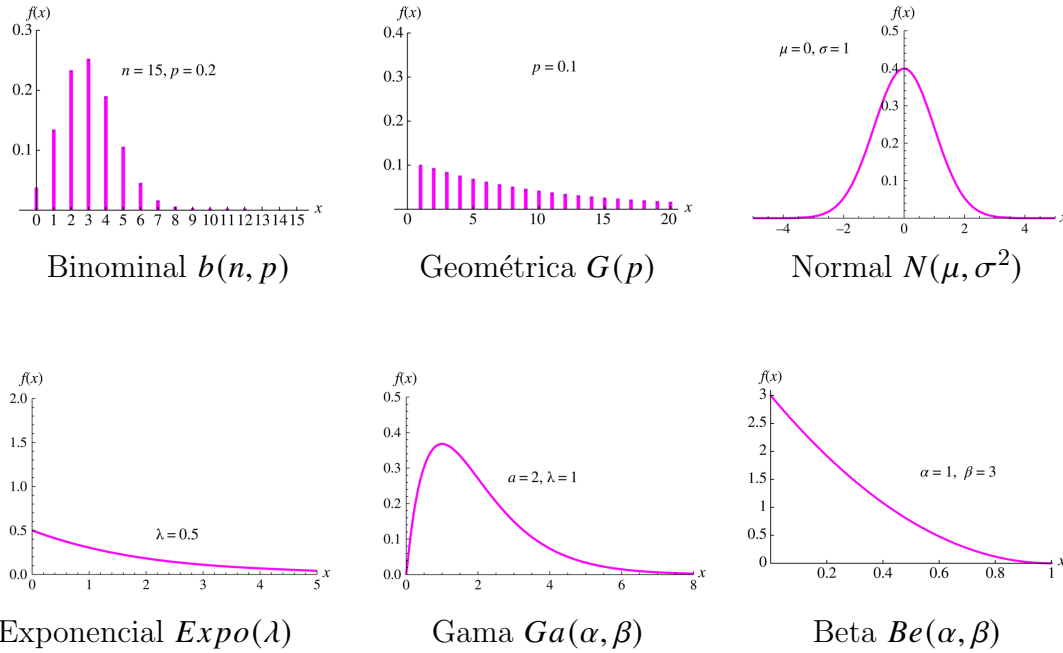 f(x)
0.3
0.2
0.1
n = 15, p = 0.2
0 1 2 3 4 5 6 7 8 9 10 11 12 13 14 15 x
Binominal b(n, p)
f(x)
0.4
0.3
0.2
0.1
p = 0.1
0 5 10 15 20 x
Geométrica G(p)
f(x)
0.5
0.4
0.3
0.2
0.1
μ = 0, σ = 1
−4 −2 0 2 4 x
Normal N(μ, σ²)
f(x)
2.0
1.5
1.0
0.5
0.0
λ = 0.5
0 1 2 3 4 5 x
Exponencial Expo(λ)
f(x)
0.5
0.4
0.3
0.2
0.1
0.0
a = 2, λ = 1
0 2 4 6 8 x
Gama Ga(α, β)
f(x)
3
2.5
2
1.5
1
0.5
0
α = 1, β = 3
0.2 0.4 0.6 0.8 1 x
Beta Be(α, β)